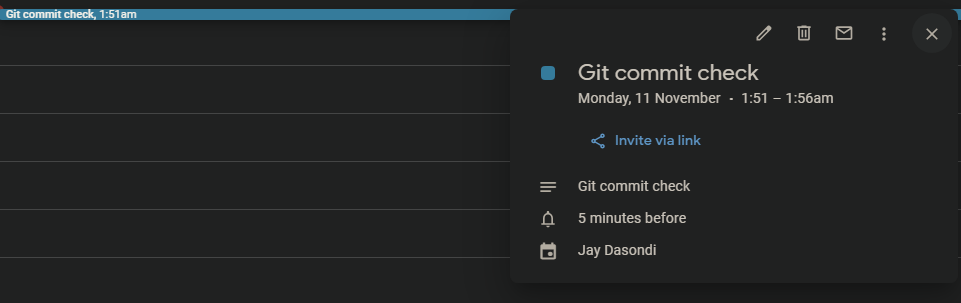 Git commit check, 1:51am
Git commit check
Monday, 11 November · 1:51 – 1:56am
Invite via link
Git commit check
5 minutes before
Jay Dasondi